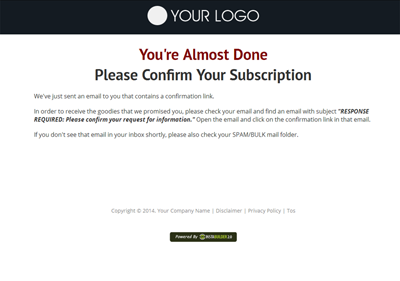 YOUR LOGO
You're Almost Done
Please Confirm Your Subscription
We've just sent an email to you that contains a confirmation link.
In order to receive the goodies that we promised you, please check your email and find an email with subject "RESPONSE
REQUIRED: Please confirm your request for information." Open the email and click on the confirmation link in that email.
If you don't see that email in your inbox shortly, please also check your SPAM/BULK mail folder.
Copyright © 2014. Your Company Name | Disclaimer | Privacy Policy | Tos
Powered By